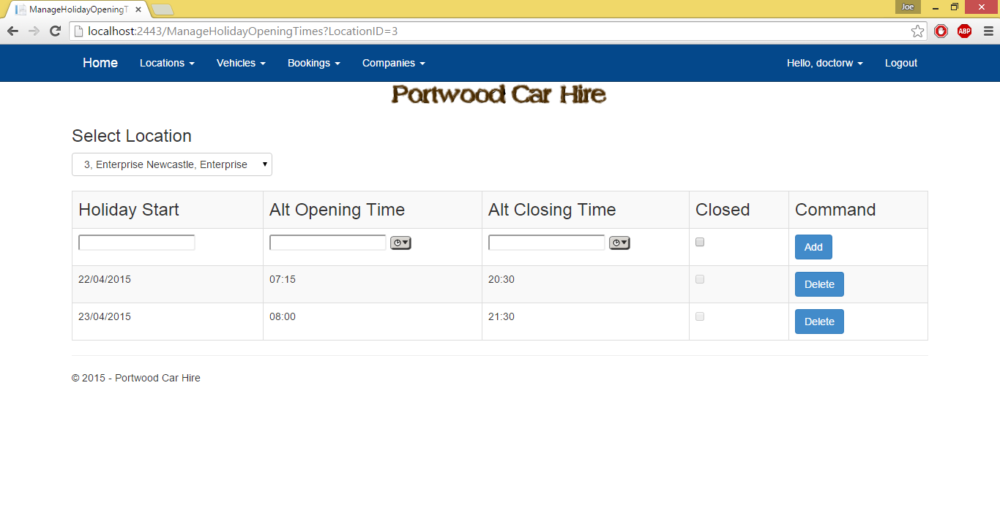 ManageHolidayOpeningT
Joe
localhost:2443/ManageHolidayOpeningTimes?LocationID=3
ABP
Home Locations Vehicles Bookings Companies Hello, doctorw Logout
Portwood Car Hire
Select Location
3, Enterprise Newcastle, Enterprise
Holiday Start Alt Opening Time Alt Closing Time Closed Command
Add
22/04/2015 07:15 20:30 Delete
23/04/2015 08:00 21:30 Delete
© 2015 - Portwood Car Hire